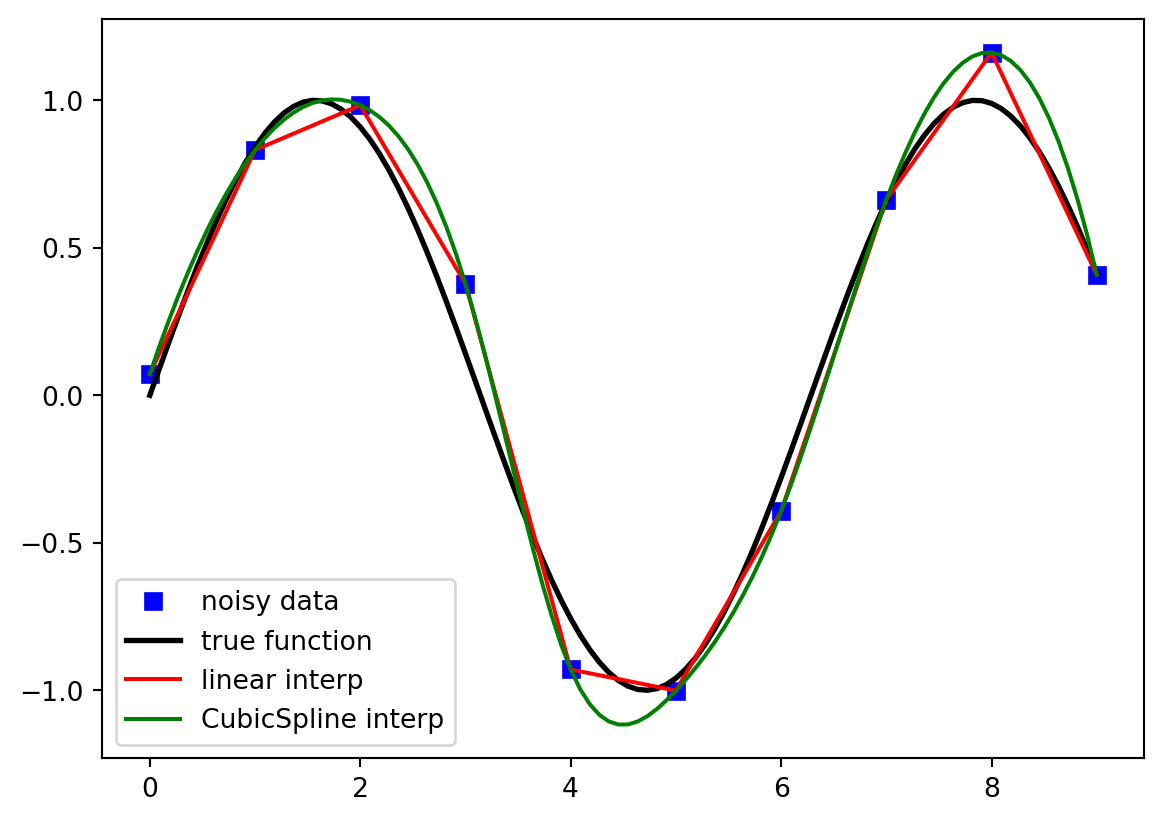 1.0
0.5
0.0
−0.5
−1.0
noisy data
true function
linear interp
CubicSpline interp
0 2 4 6 8